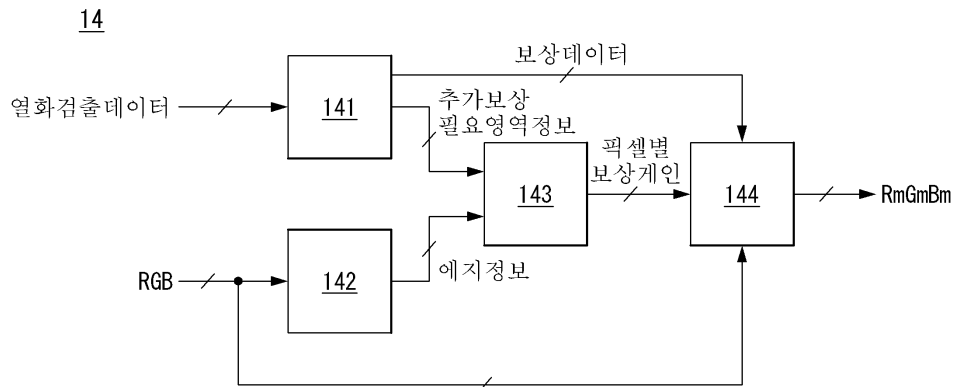 14
보상데이터
열화검출데이터
141
추가보상
필요영역정보
픽셀별
보상게인
143
144
RmGmBm
RGB
142
에지정보